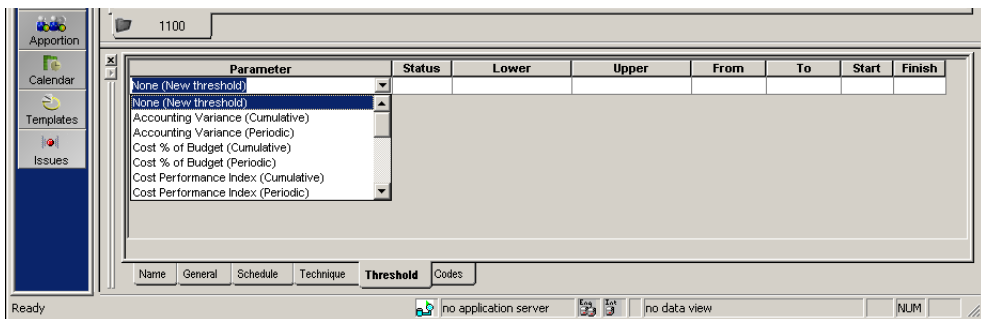 Apportion
Calendar
Templates
Issues
1100
Parameter Status Lower Upper From To Start Finish
None (New threshold)
None (New threshold)
Accounting Variance (Cumulative)
Accounting Variance (Periodic)
Cost % of Budget (Cumulative)
Cost % of Budget (Periodic)
Cost Performance Index (Cumulative)
Cost Performance Index (Periodic)
Name General Schedule Technique Threshold Codes
Ready no application server Eng Int no data view NUM